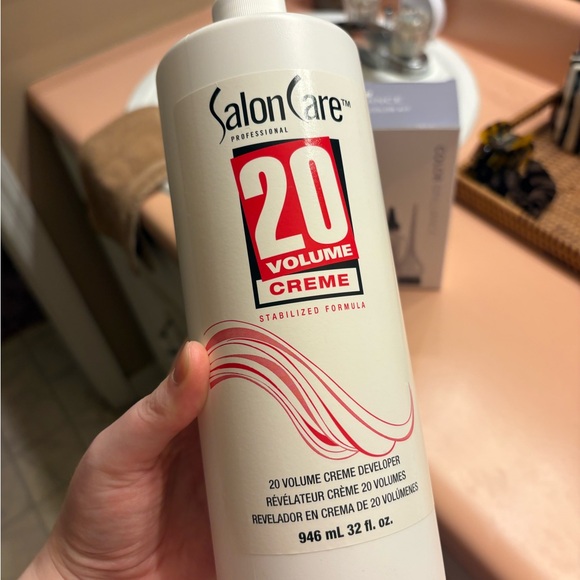 SalonCare™
PROFESSIONAL
20
VOLUME
CREME
STABILIZED FORMULA
20 VOLUME CREME DEVELOPER
RÉVÉLATEUR CRÈME 20 VOLUMES
REVELADOR EN CREMA DE 20 VOLÚMENES
946 mL 32 fl. oz.
COLOR